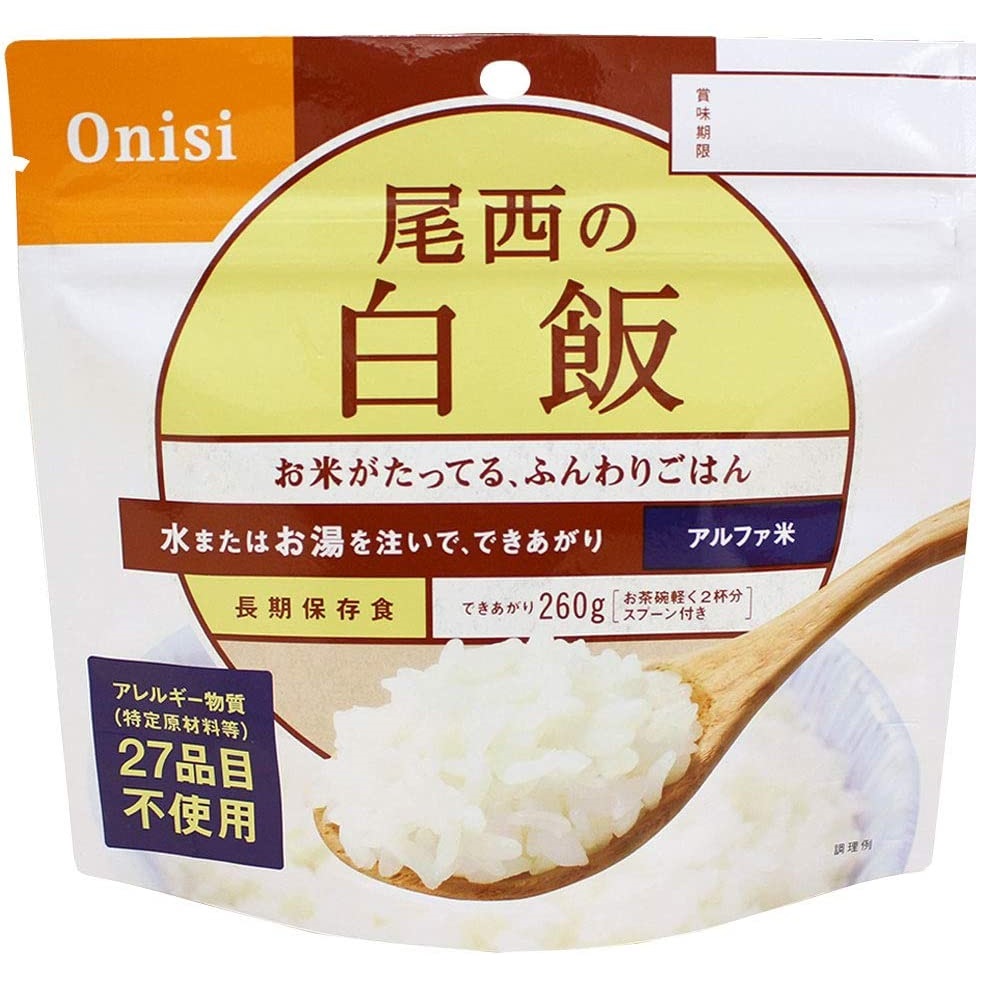 Onisi
賞味期限
尾西の
白飯
お米がたってる、ふんわりごはん
水またはお湯を注いで、できあがり
アルファ米
長期保存食
できあがり260g
お茶碗軽く2杯分
スプーン付き
アレルギー物質
(特定原材料等)
27品目
不使用
調理例